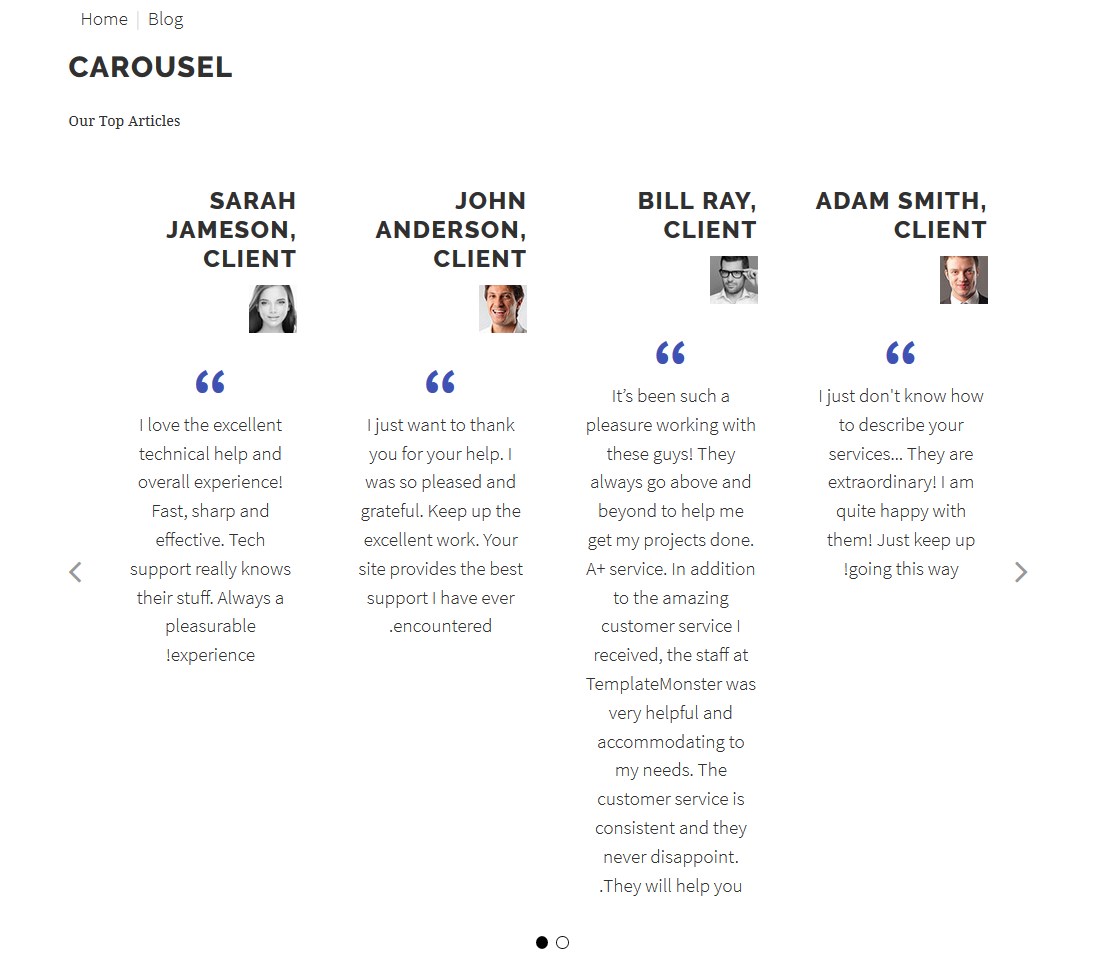 Home | Blog
CAROUSEL
Our Top Articles
SARAH
JAMESON,
CLIENT
“
I love the excellent
technical help and
overall experience!
Fast, sharp and
effective. Tech
support really knows
their stuff. Always a
pleasurable
!experience
JOHN
ANDERSON,
CLIENT
“
I just want to thank
you for your help. I
was so pleased and
grateful. Keep up the
excellent work. Your
site provides the best
support I have ever
.encountered
BILL RAY,
CLIENT
“
It’s been such a
pleasure working with
these guys! They
always go above and
beyond to help me
get my projects done.
A+ service. In addition
to the amazing
customer service I
received, the staff at
TemplateMonster was
very helpful and
accommodating to
my needs. The
customer service is
consistent and they
never disappoint.
.They will help you
ADAM SMITH,
CLIENT
“
I just don't know how
to describe your
services... They are
extraordinary! I am
quite happy with
them! Just keep up
!going this way